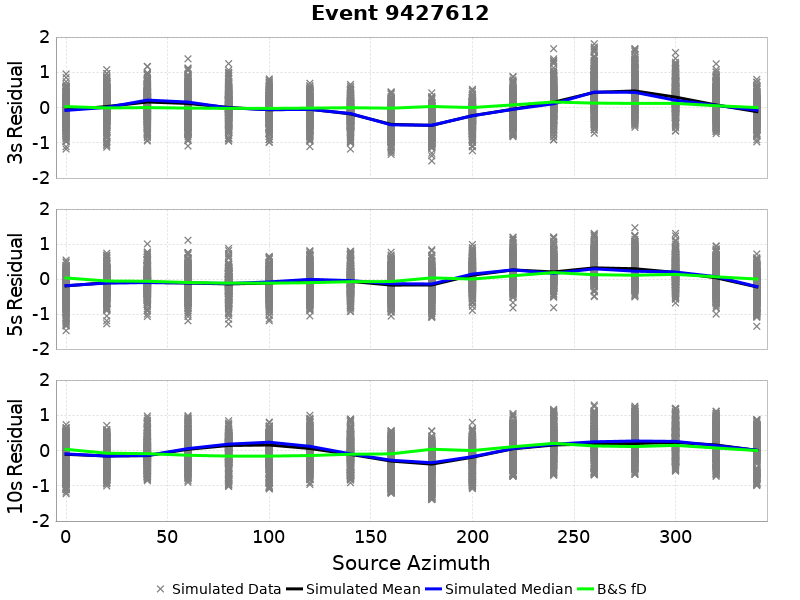 Event 9427612
2
1
0
-1
-2
3s Residual
2
1
0
-1
-2
5s Residual
2
1
0
-1
-2
10s Residual
0 50 100 150 200 250 300
Source Azimuth
Simulated Data Simulated Mean Simulated Median B&S fD